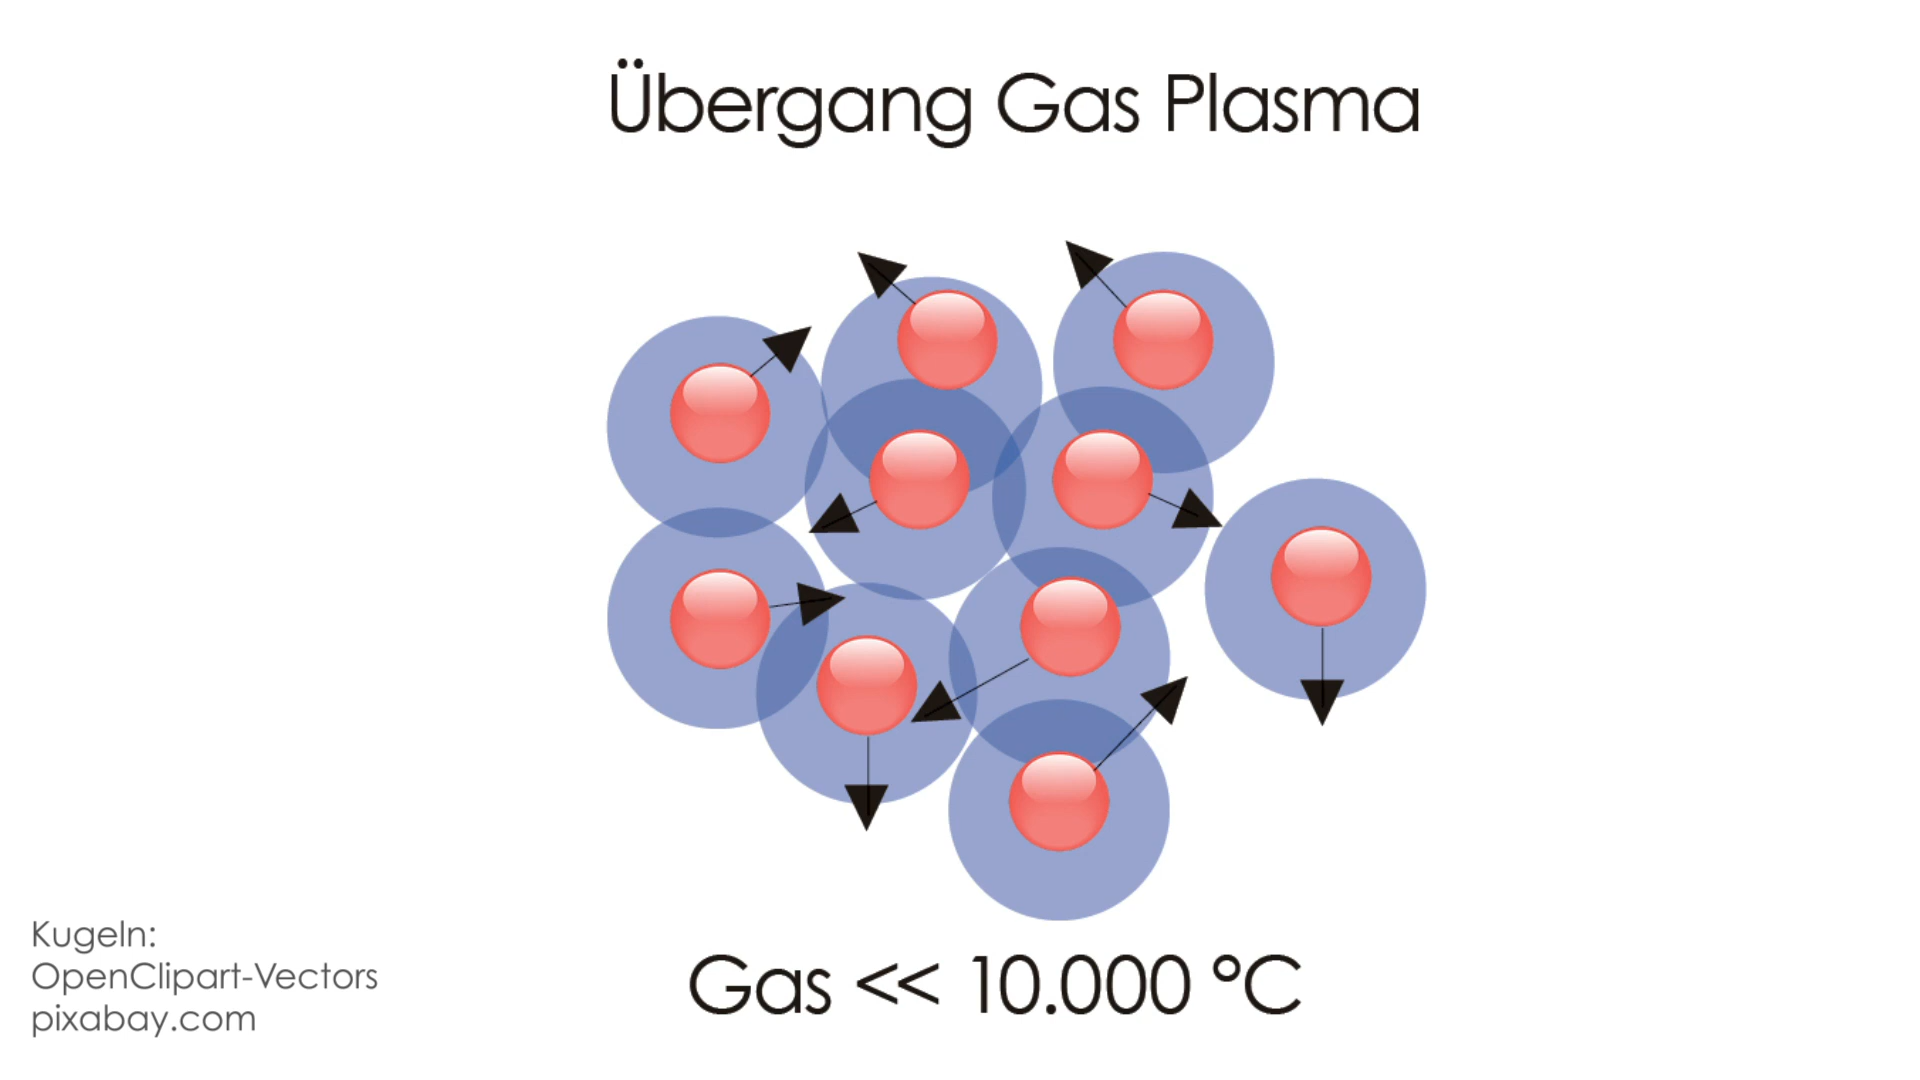 Übergang Gas Plasma
Gas << 10.000 °C
Kugeln:
OpenClipart-Vectors
pixabay.com